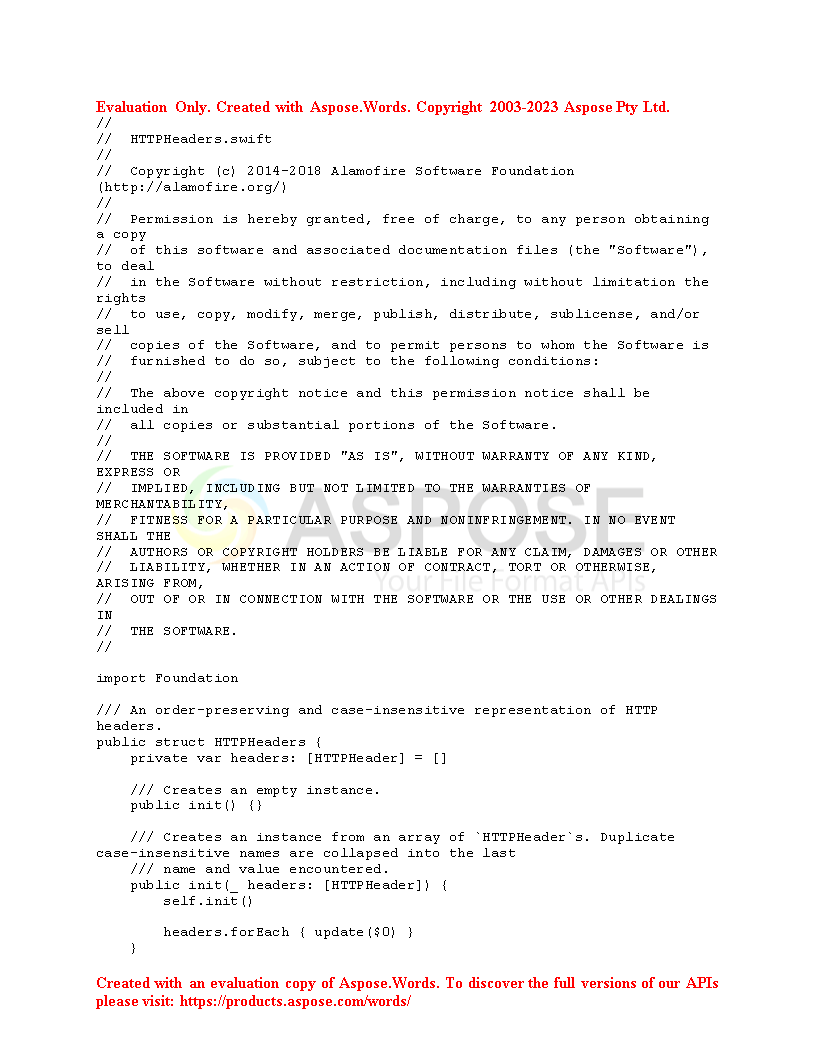 Evaluation Only. Created with Aspose.Words. Copyright 2003-2023 Aspose Pty Ltd.
//
//  HTTPHeaders.swift
//
//  Copyright (c) 2014-2018 Alamofire Software Foundation
(http://alamofire.org/)
//
//  Permission is hereby granted, free of charge, to any person obtaining
a copy
//  of this software and associated documentation files (the "Software"),
to deal
//  in the Software without restriction, including without limitation the
rights
//  to use, copy, modify, merge, publish, distribute, sublicense, and/or
sell
//  copies of the Software, and to permit persons to whom the Software is
//  furnished to do so, subject to the following conditions:
//
//  The above copyright notice and this permission notice shall be
included in
//  all copies or substantial portions of the Software.
//
//  THE SOFTWARE IS PROVIDED "AS IS", WITHOUT WARRANTY OF ANY KIND,
EXPRESS OR
//  IMPLIED, INCLUDING BUT NOT LIMITED TO THE WARRANTIES OF
MERCHANTABILITY,
//  FITNESS FOR A PARTICULAR PURPOSE AND NONINFRINGEMENT. IN NO EVENT
SHALL THE
//  AUTHORS OR COPYRIGHT HOLDERS BE LIABLE FOR ANY CLAIM, DAMAGES OR OTHER
//  LIABILITY, WHETHER IN AN ACTION OF CONTRACT, TORT OR OTHERWISE,
ARISING FROM,
//  OUT OF OR IN CONNECTION WITH THE SOFTWARE OR THE USE OR OTHER DEALINGS
IN
//  THE SOFTWARE.
//
ASPOSE
Your File Format APIs
import Foundation
/// An order-preserving and case-insensitive representation of HTTP
headers.
public struct HTTPHeaders {
    private var headers: [HTTPHeader] = []
    /// Creates an empty instance.
    public init() {}
    /// Creates an instance from an array of `HTTPHeader`s. Duplicate
case-insensitive names are collapsed into the last
    /// name and value encountered.
    public init(_ headers: [HTTPHeader]) {
        self.init()
        headers.forEach { update($0) }
    }
Created with an evaluation copy of Aspose.Words. To discover the full versions of our APIs
please visit: https://products.aspose.com/words/